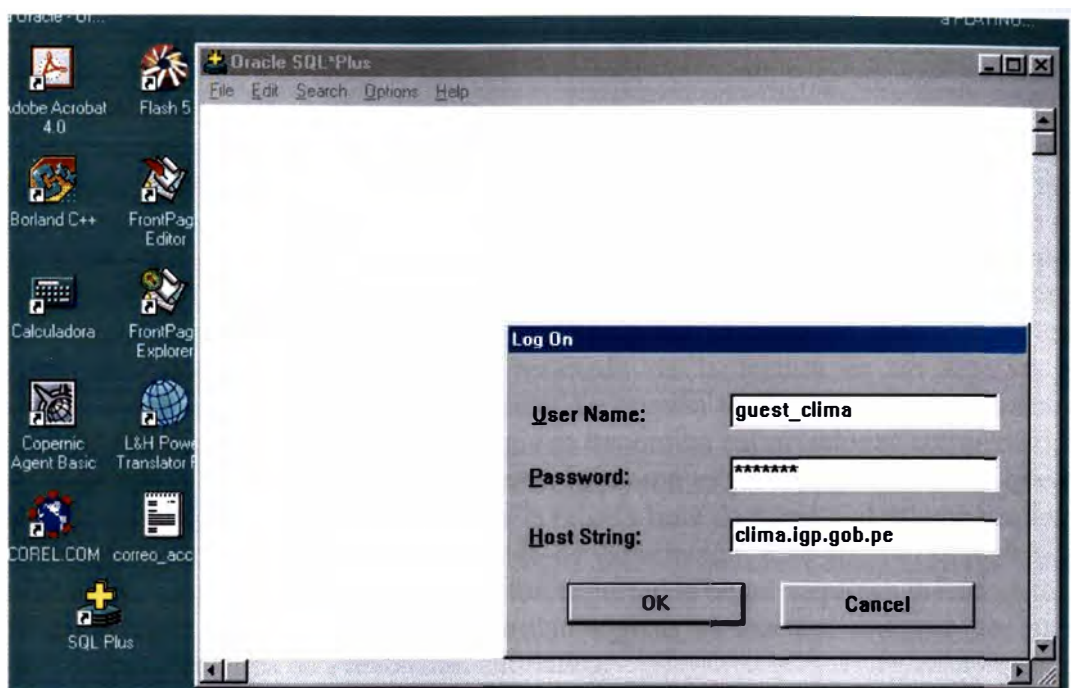 Oracle SQL*Plus
File Edit Search Options Help
Adobe Acrobat
4.0
Flash 5
Borland C++
FrontPag
Editor
Calculadora
FrontPag
Explorer
Copernic
Agent Basic
L&H Powe
Translator P
COREL.COM
correo_acc
SQL Plus
Log On
User Name:
guest_clima
Password:
*******
Host String:
clima.igp.gob.pe
OK
Cancel